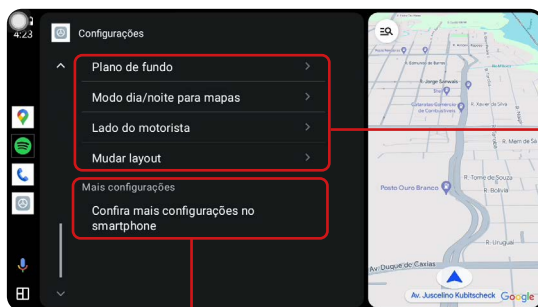 4:23
Configurações
Plano de fundo
Modo dia/noite para mapas
Lado do motorista
Mudar layout
Mais configurações
Confira mais configurações no
smartphone
R. Jorge Sanwais
R. Xavier da Silva
R. Mem de Sá
R. Tomé de Souza
Posto Ouro Branco
R. Bolívia
R. Uruguai
Av. Duque de Caxias
Av. Juscelino Kubitscheck
Google